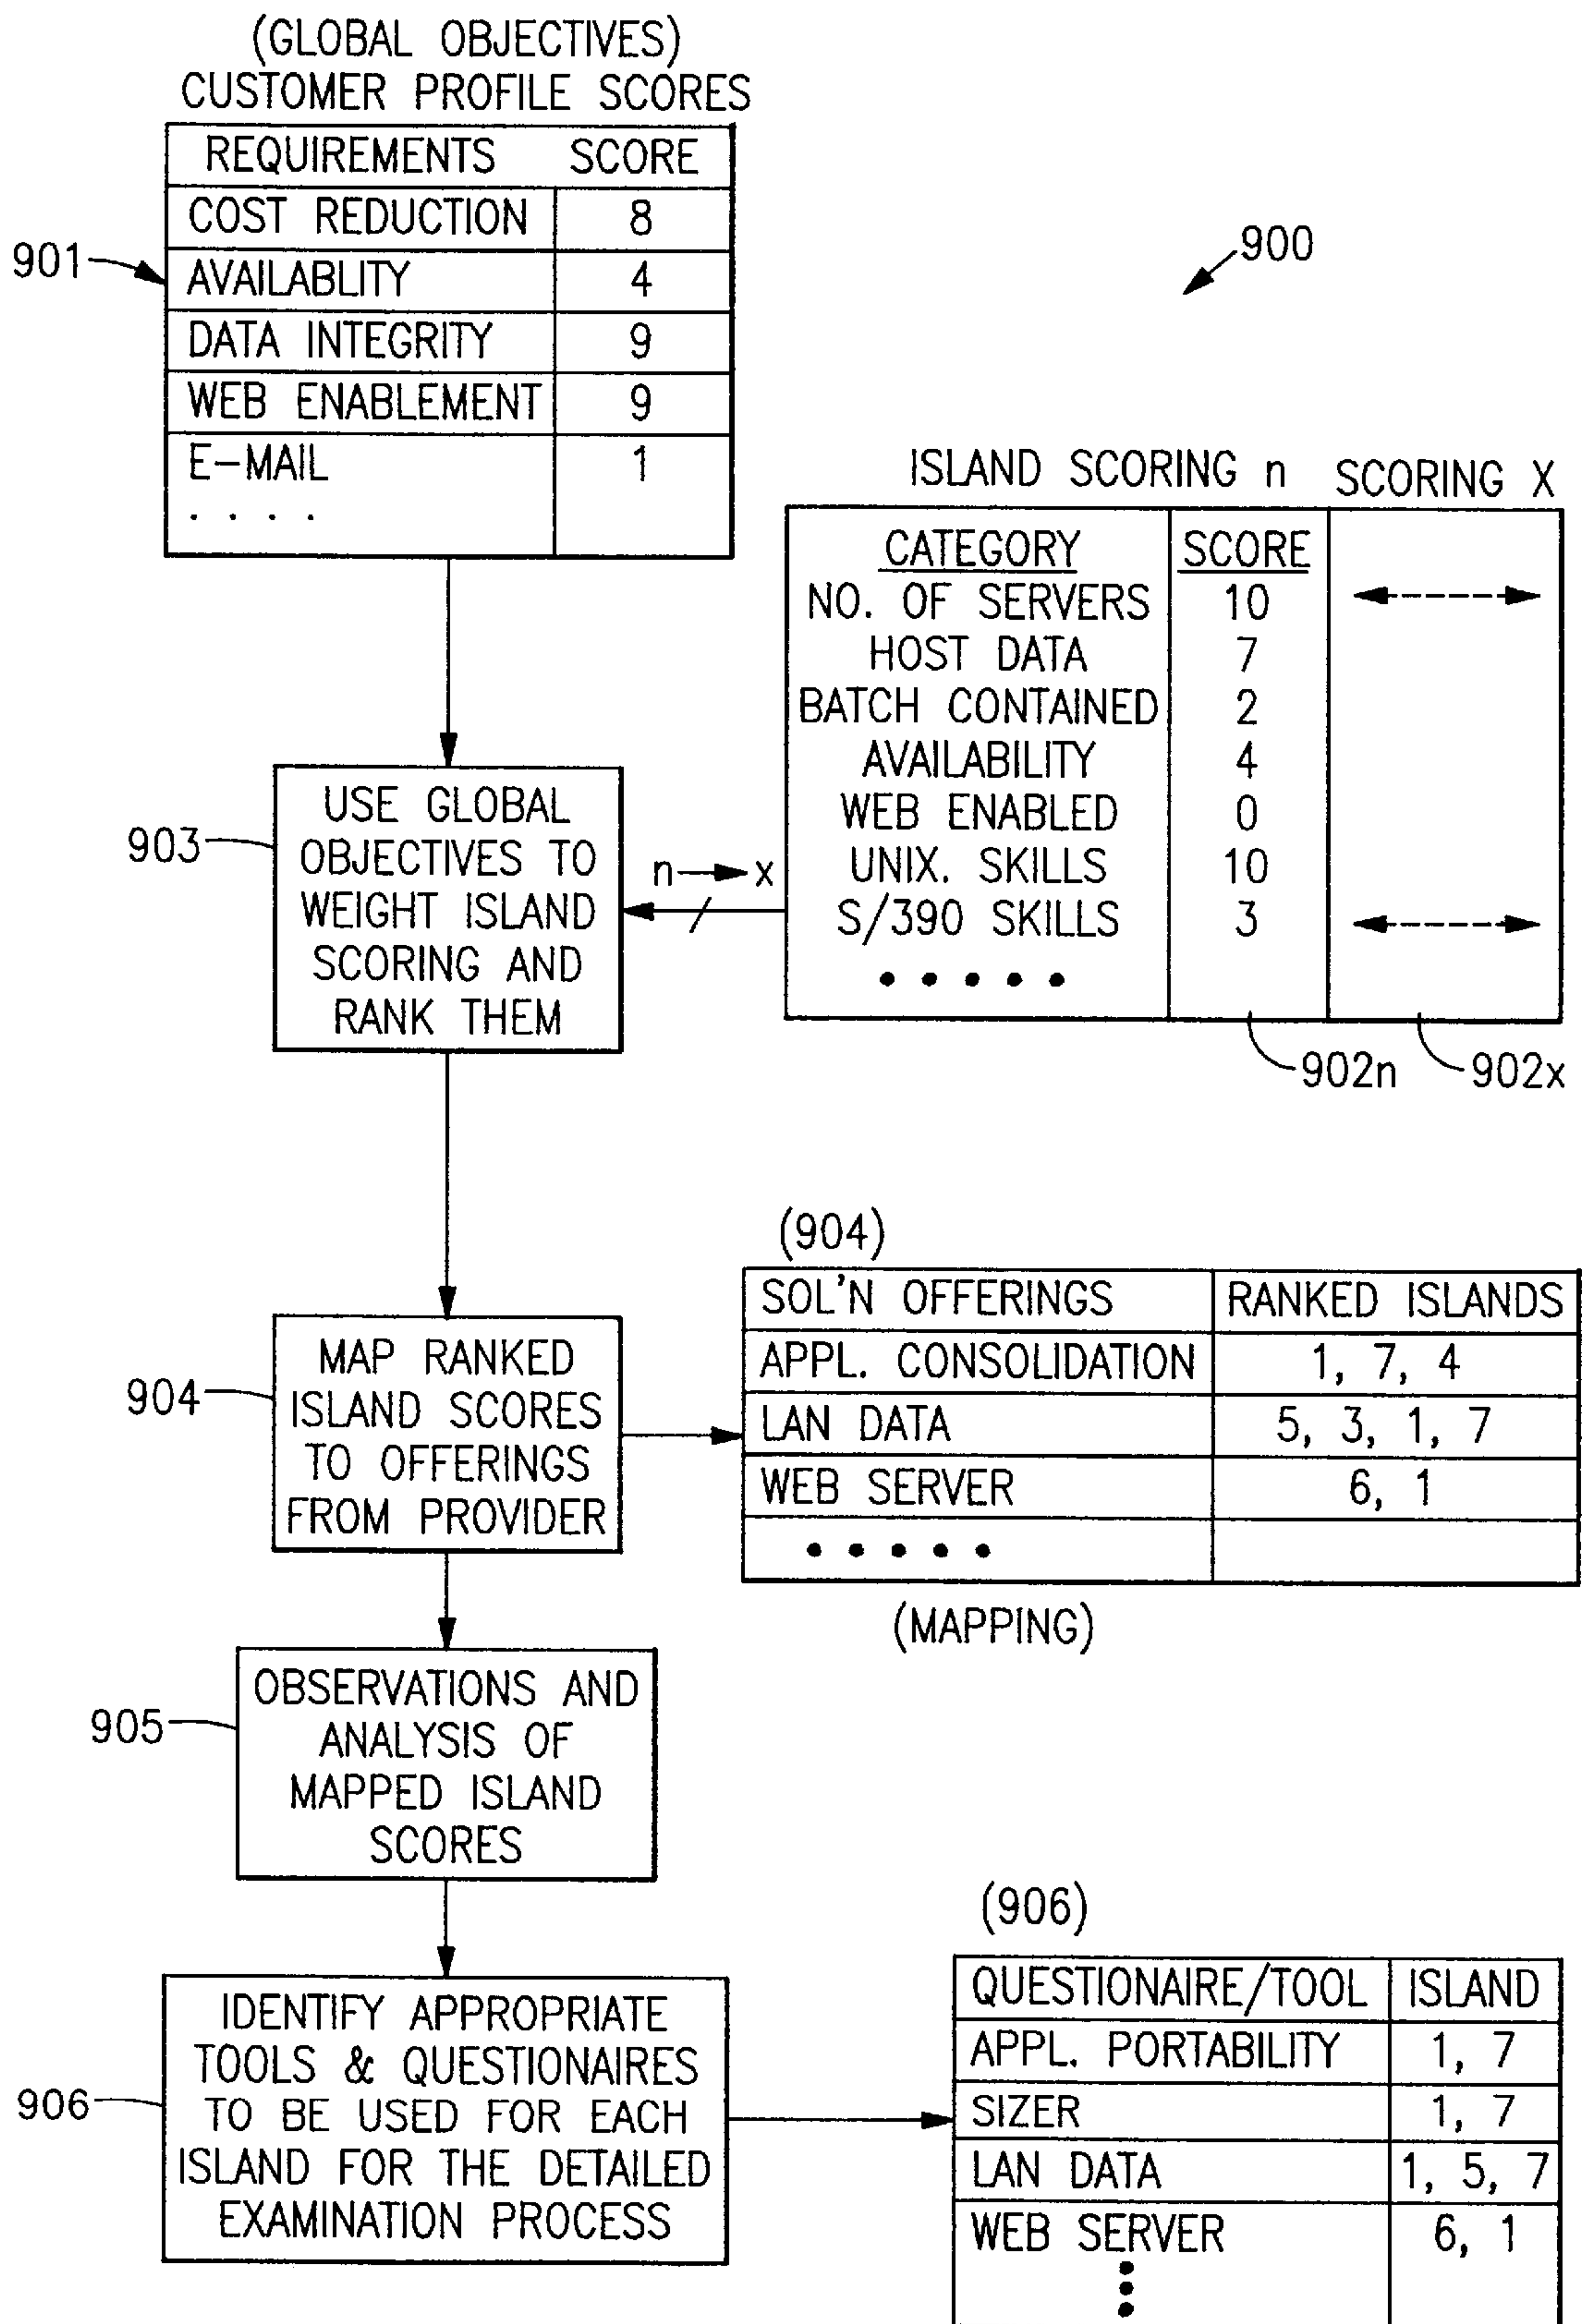 (GLOBAL OBJECTIVES)
CUSTOMER PROFILE SCORES
REQUIREMENTS SCORE
COST REDUCTION 8
901
AVAILABLITY 4
DATA INTEGRITY 9
WEB ENABLEMENT 9
E-MAIL 1
. . . .
900
ISLAND SCORING n SCORING X
CATEGORY SCORE
NO. OF SERVERS 10
HOST DATA 7
BATCH CONTAINED 2
AVAILABILITY 4
WEB ENABLED 0
UNIX. SKILLS 10
S/390 SKILLS 3
• • • • •
902n 902x
n x
903
USE GLOBAL
OBJECTIVES TO
WEIGHT ISLAND
SCORING AND
RANK THEM
904
MAP RANKED
ISLAND SCORES
TO OFFERINGS
FROM PROVIDER
(904)
SOL'N OFFERINGS RANKED ISLANDS
APPL. CONSOLIDATION 1, 7, 4
LAN DATA 5, 3, 1, 7
WEB SERVER 6, 1
• • • • •
(MAPPING)
905
OBSERVATIONS AND
ANALYSIS OF
MAPPED ISLAND
SCORES
906
IDENTIFY APPROPRIATE
TOOLS & QUESTIONAIRES
TO BE USED FOR EACH
ISLAND FOR THE DETAILED
EXAMINATION PROCESS
(906)
QUESTIONAIRE/TOOL ISLAND
APPL. PORTABILITY 1, 7
SIZER 1, 7
LAN DATA 1, 5, 7
WEB SERVER 6, 1